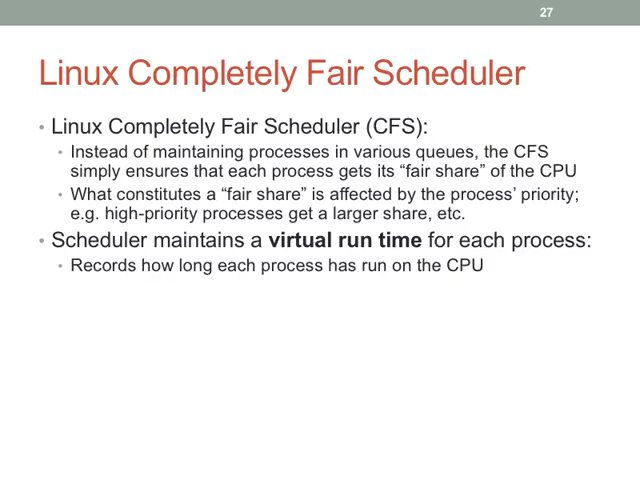 27
Linux Completely Fair Scheduler
• Linux Completely Fair Scheduler (CFS):
• Instead of maintaining processes in various queues, the CFS
simply ensures that each process gets its “fair share” of the CPU
• What constitutes a “fair share” is affected by the process’ priority;
e.g. high-priority processes get a larger share, etc.
• Scheduler maintains a virtual run time for each process:
• Records how long each process has run on the CPU